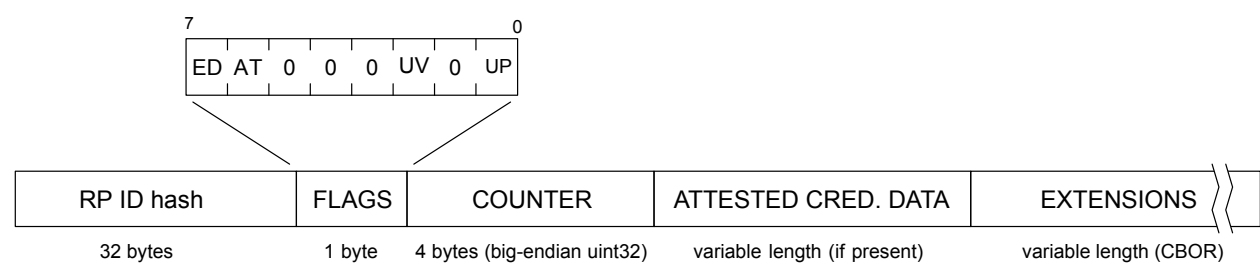 7 0
ED AT 0 0 0 UV 0 UP
RP ID hash FLAGS COUNTER ATTESTED CRED. DATA EXTENSIONS
32 bytes 1 byte 4 bytes (big-endian uint32) variable length (if present) variable length (CBOR)